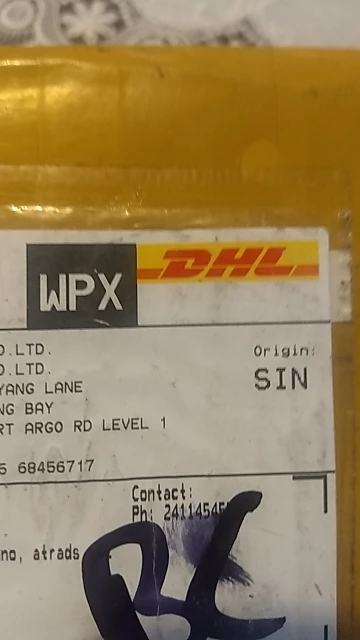 WPX
DHL
D.LTD.
D.LTD.
YANG LANE
NG BAY
RT ARGO RD LEVEL 1
5 68456717
Origin:
SIN
Contact:
Ph: 24114545
no, atrads
BC